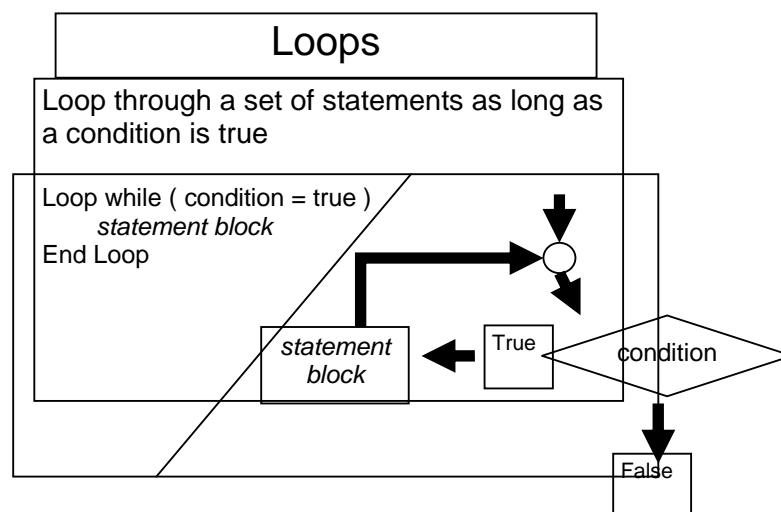 Loops
Loop through a set of statements as long as
a condition is true
Loop while ( condition = true )
statement block
End Loop
statement
block
True
condition
False